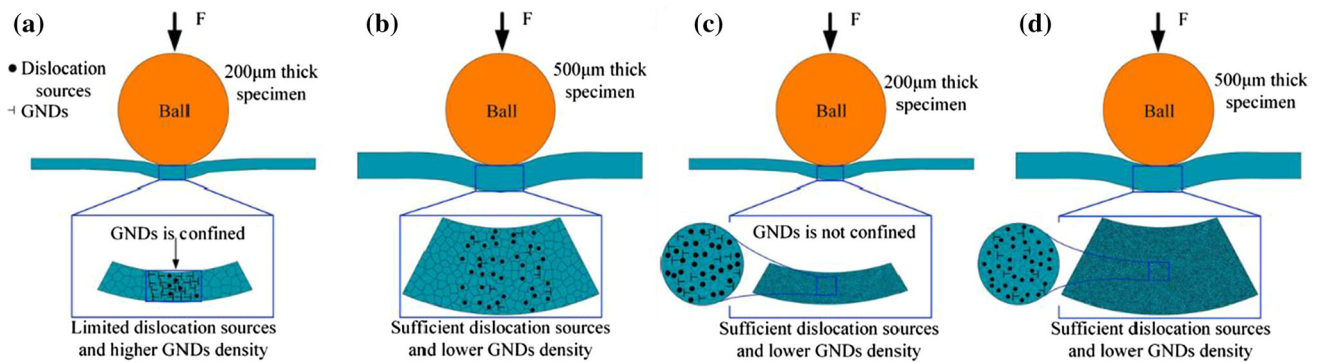 (a)
F
● Dislocation
sources
⊣ GNDs
Ball
200μm thick
specimen
GNDs is confined
Limited dislocation sources
and higher GNDs density
(b)
F
Ball
500μm thick
specimen
Sufficient dislocation sources
and lower GNDs density
(c)
F
Ball
200μm thick
specimen
GNDs is not confined
Sufficient dislocation sources
and lower GNDs density
(d)
F
Ball
500μm thick
specimen
Sufficient dislocation sources
and lower GNDs density